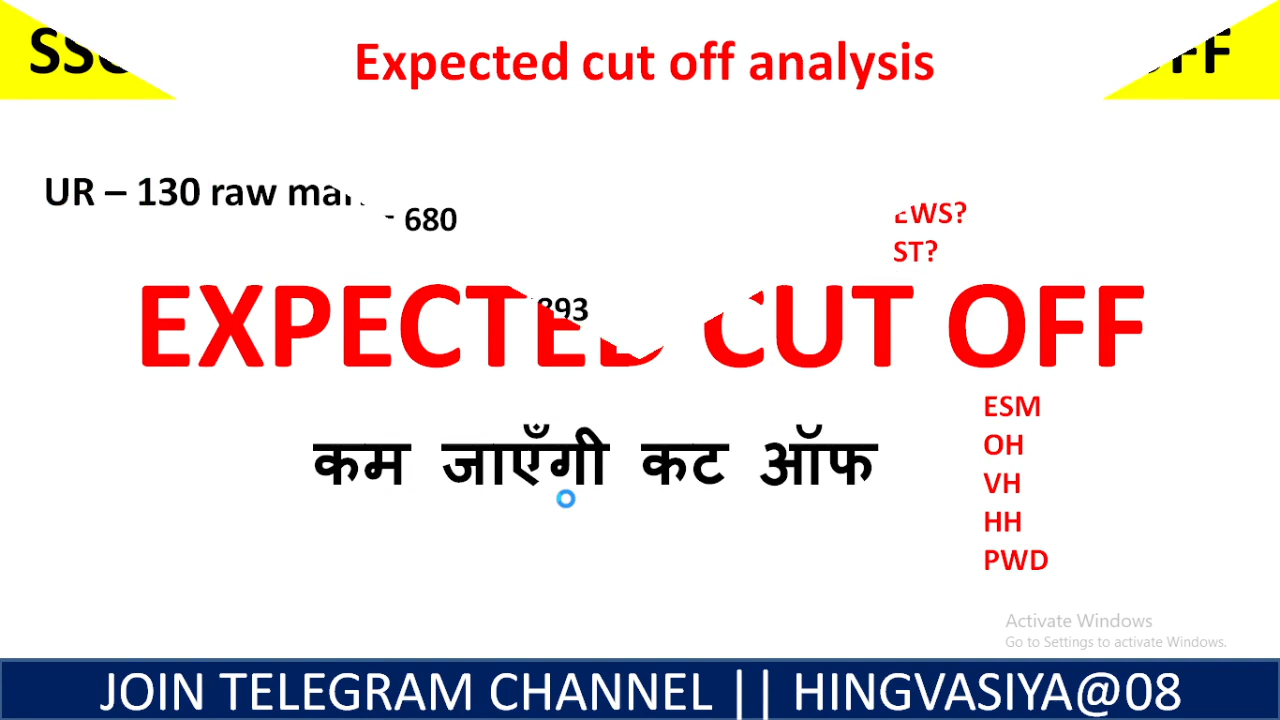 Expected cut off analysis
UR – 130 raw
680
EWS?
ST?
EXPECTED CUT OFF
ESM
कम जाएँगी कट ऑफ
OH
VH
HH
PWD
Activate Windows
Go to Settings to activate Windows.
JOIN TELEGRAM CHANNEL || HINGVASIYA@08